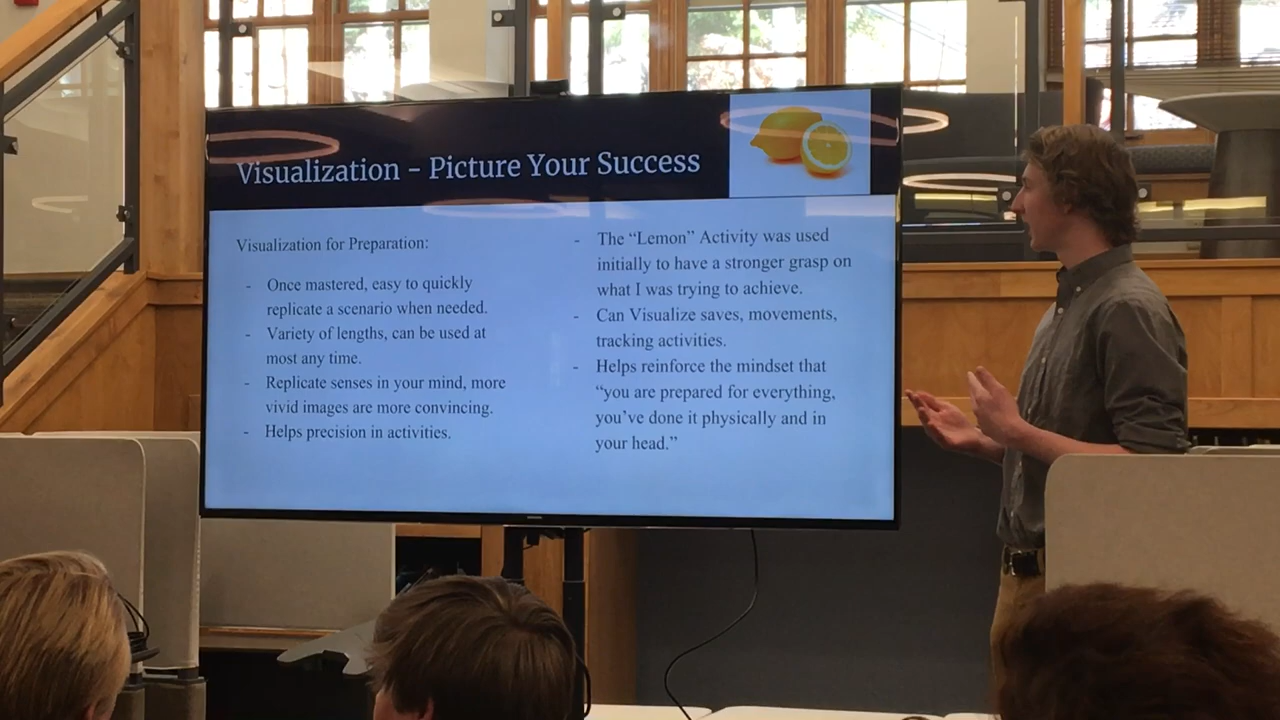 Visualization - Picture Your Success
Visualization for Preparation:
- Once mastered, easy to quickly
replicate a scenario when needed.
- Variety of lengths, can be used at
most any time.
- Replicate senses in your mind, more
vivid images are more convincing.
- Helps precision in activities.
- The “Lemon” Activity was used
initially to have a stronger grasp on
what I was trying to achieve.
- Can Visualize saves, movements,
tracking activities.
- Helps reinforce the mindset that
“you are prepared for everything,
you’ve done it physically and in
your head.”